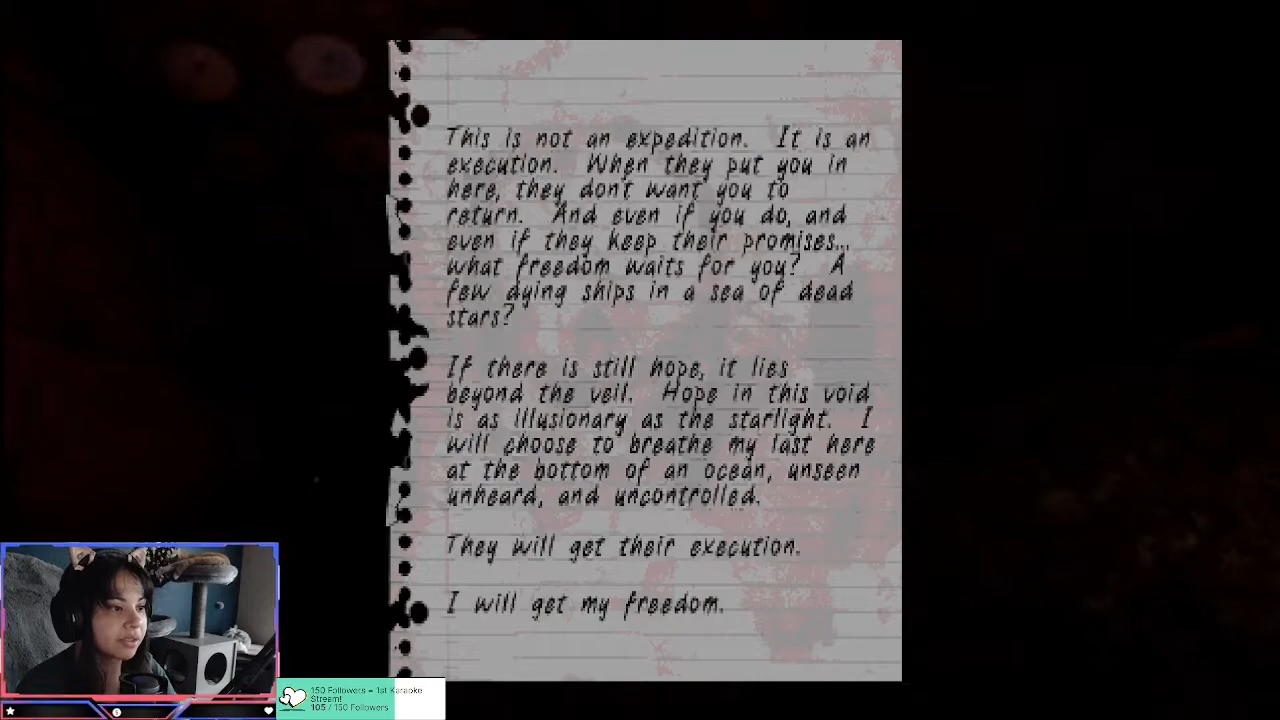 This is not an expedition. It is an
execution. When they put you in
here, they don't want you to
return. And even if you do, and
even if they keep their promises...
what freedom waits for you? A
few dying ships in a sea of dead
stars?
If there is still hope, it lies
beyond the veil. Hope in this void
is as illusionary as the starlight. I
will choose to breathe my last here
at the bottom of an ocean, unseen
unheard, and uncontrolled.
They will get their execution.
I will get my freedom.
150 Followers = 1st Karaoke
Stream!
105 / 150 Followers